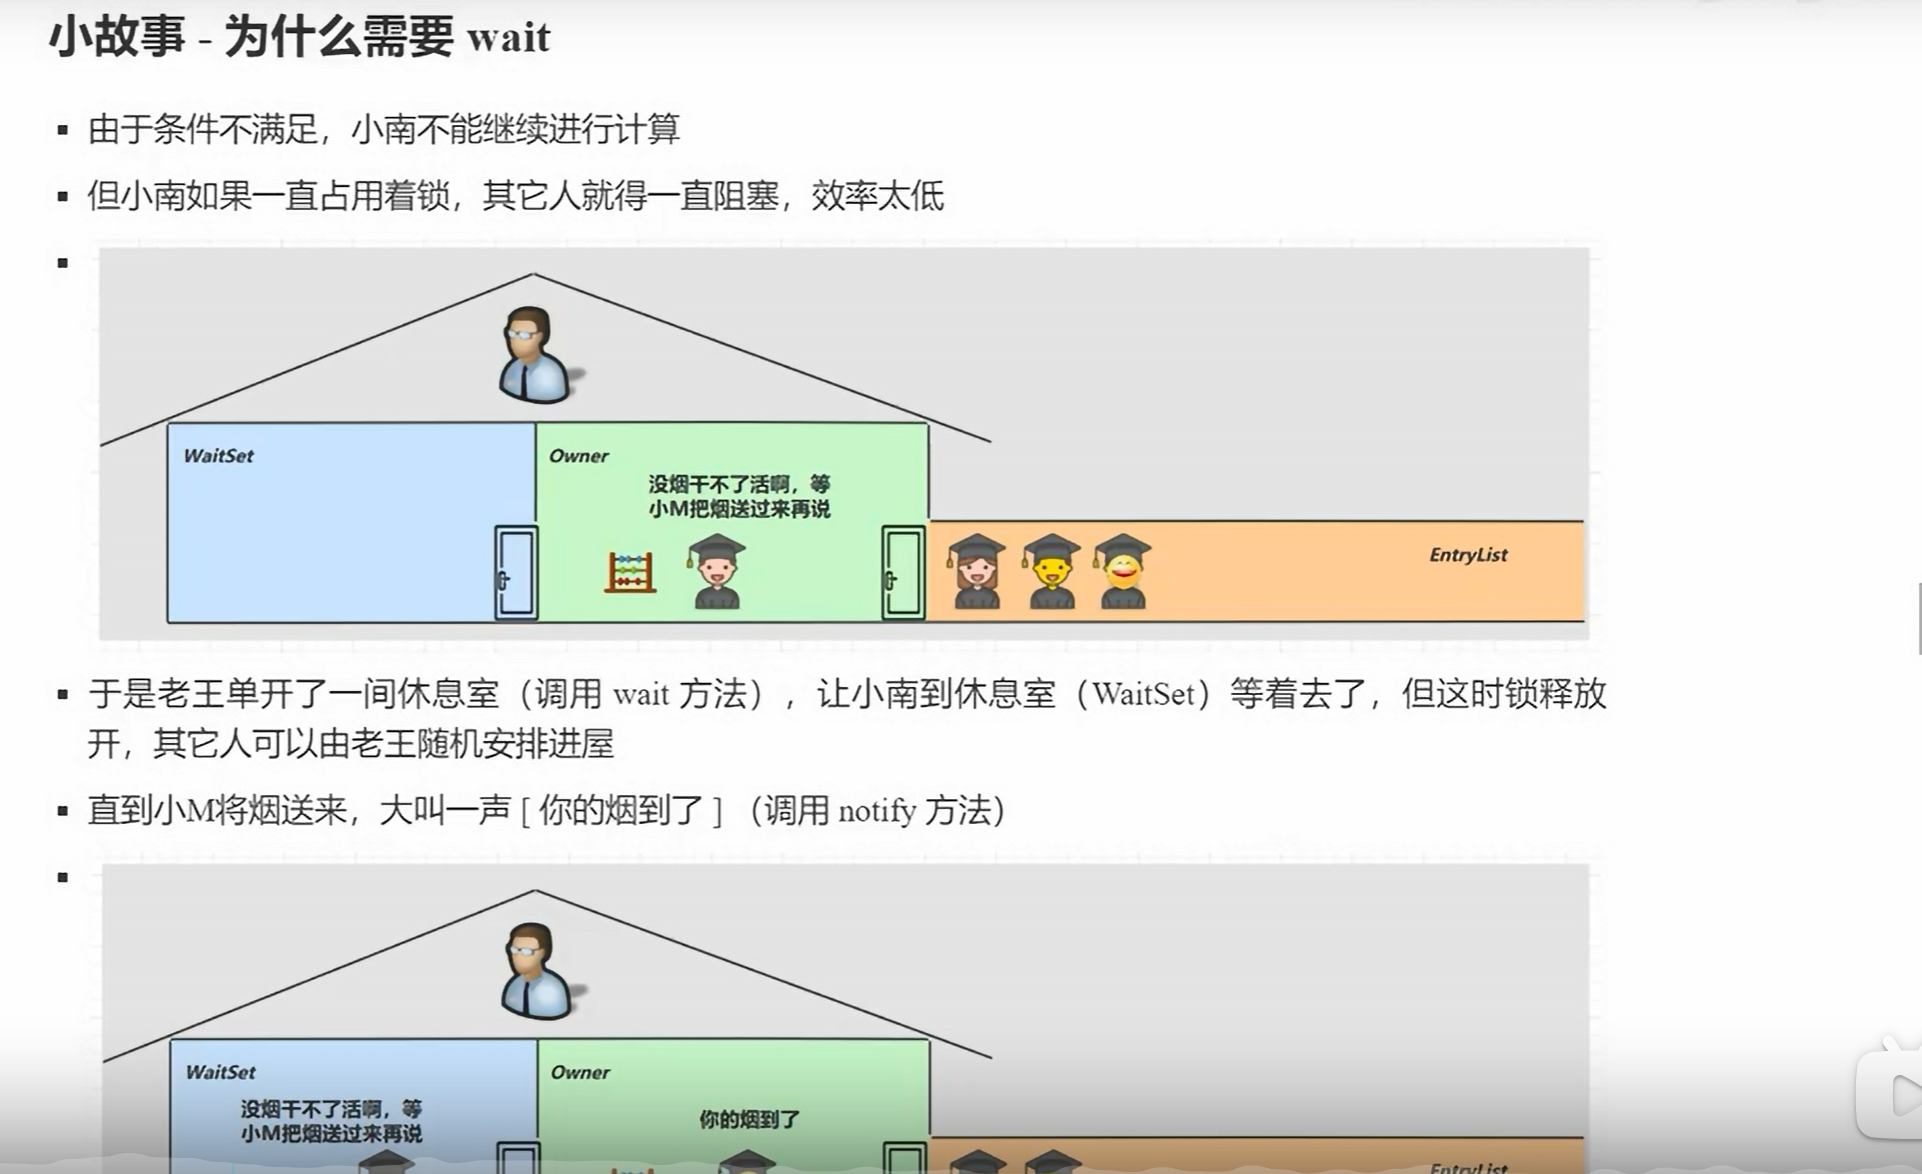 小故事 - 为什么需要 wait
由于条件不满足，小南不能继续进行计算
但小南如果一直占用着锁，其它人就得一直阻塞，效率太低
WaitSet
Owner
没烟干不了活啊，等
小M把烟送过来再说
EntryList
于是老王单开了一间休息室（调用 wait 方法），让小南到休息室（WaitSet）等着去了，但这时锁释放
开，其它人可以由老王随机安排进屋
直到小M将烟送来，大叫一声 [ 你的烟到了 ] （调用 notify 方法）
WaitSet
Owner
没烟干不了活啊，等
小M把烟送过来再说
你的烟到了
EntryList